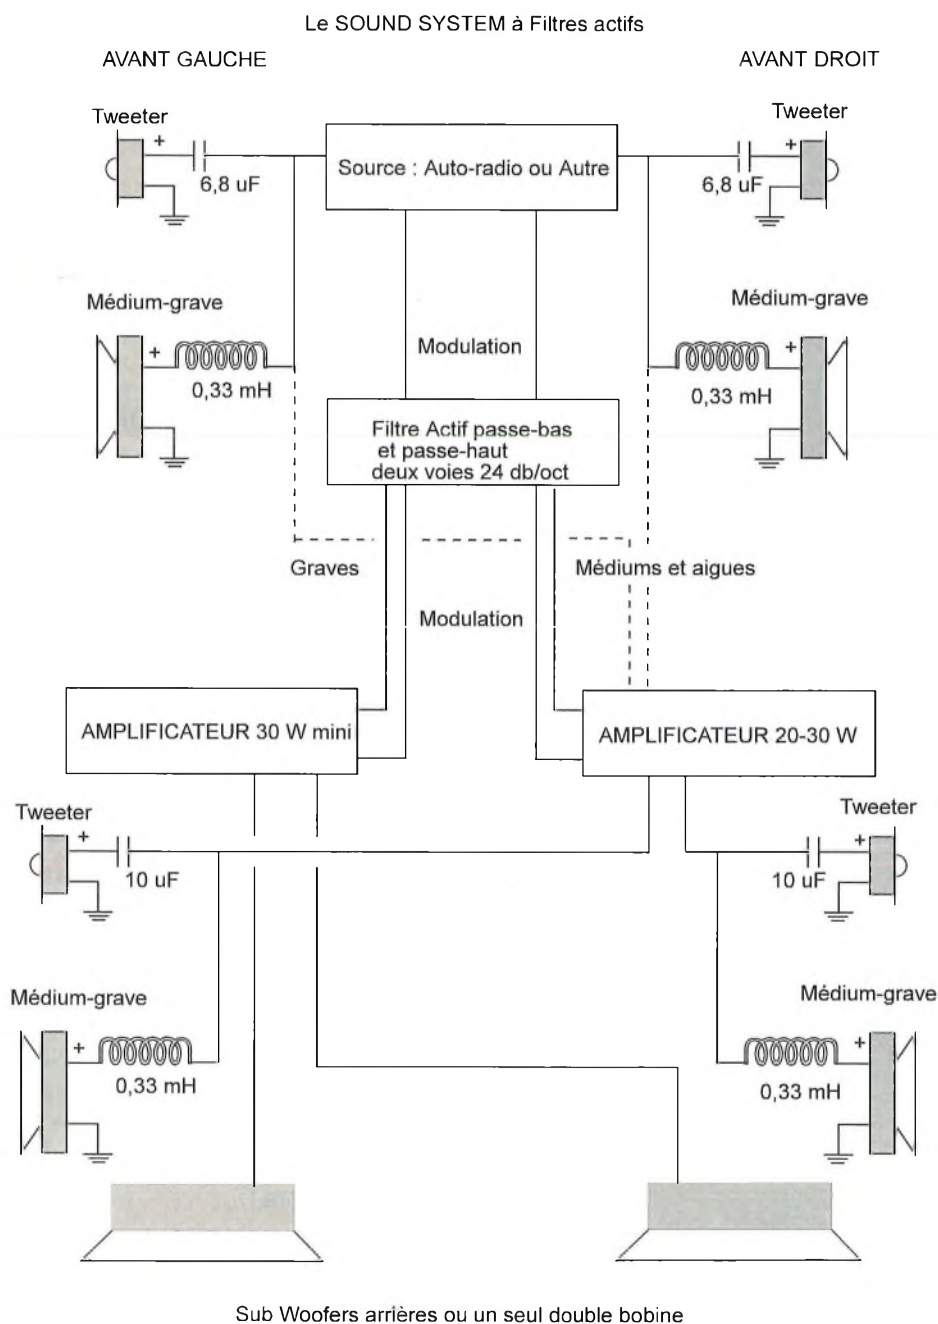 Le SOUND SYSTEM à Filtres actifs
AVANT GAUCHE
AVANT DROIT
Tweeter
Tweeter
+
+
Source : Auto-radio ou Autre
6,8 uF
6,8 uF
Médium-grave
Médium-grave
Modulation
+
+
0,33 mH
0,33 mH
Filtre Actif passe-bas
et passe-haut
deux voies 24 db/oct
Graves
Médiums et aigues
Modulation
AMPLIFICATEUR 30 W mini
AMPLIFICATEUR 20-30 W
Tweeter
Tweeter
+
+
10 uF
10 uF
Médium-grave
Médium-grave
+
+
0,33 mH
0,33 mH
Sub Woofers arrières ou un seul double bobine